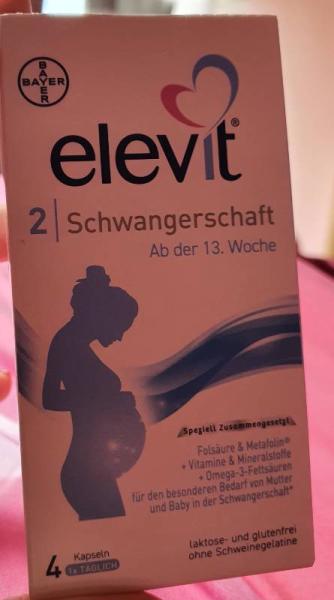 BAYER
BAYER
elevit®
2 | Schwangerschaft
Ab der 13. Woche
Speziell Zusammengesetzt
Folsäure & Metafolin®
+ Vitamine & Mineralstoffe
+ Omega-3-Fettsäuren
für den besonderen Bedarf von Mutter
und Baby in der Schwangerschaft*
laktose- und glutenfrei
ohne Schweinegelatine
4 Kapseln
1x TÄGLICH